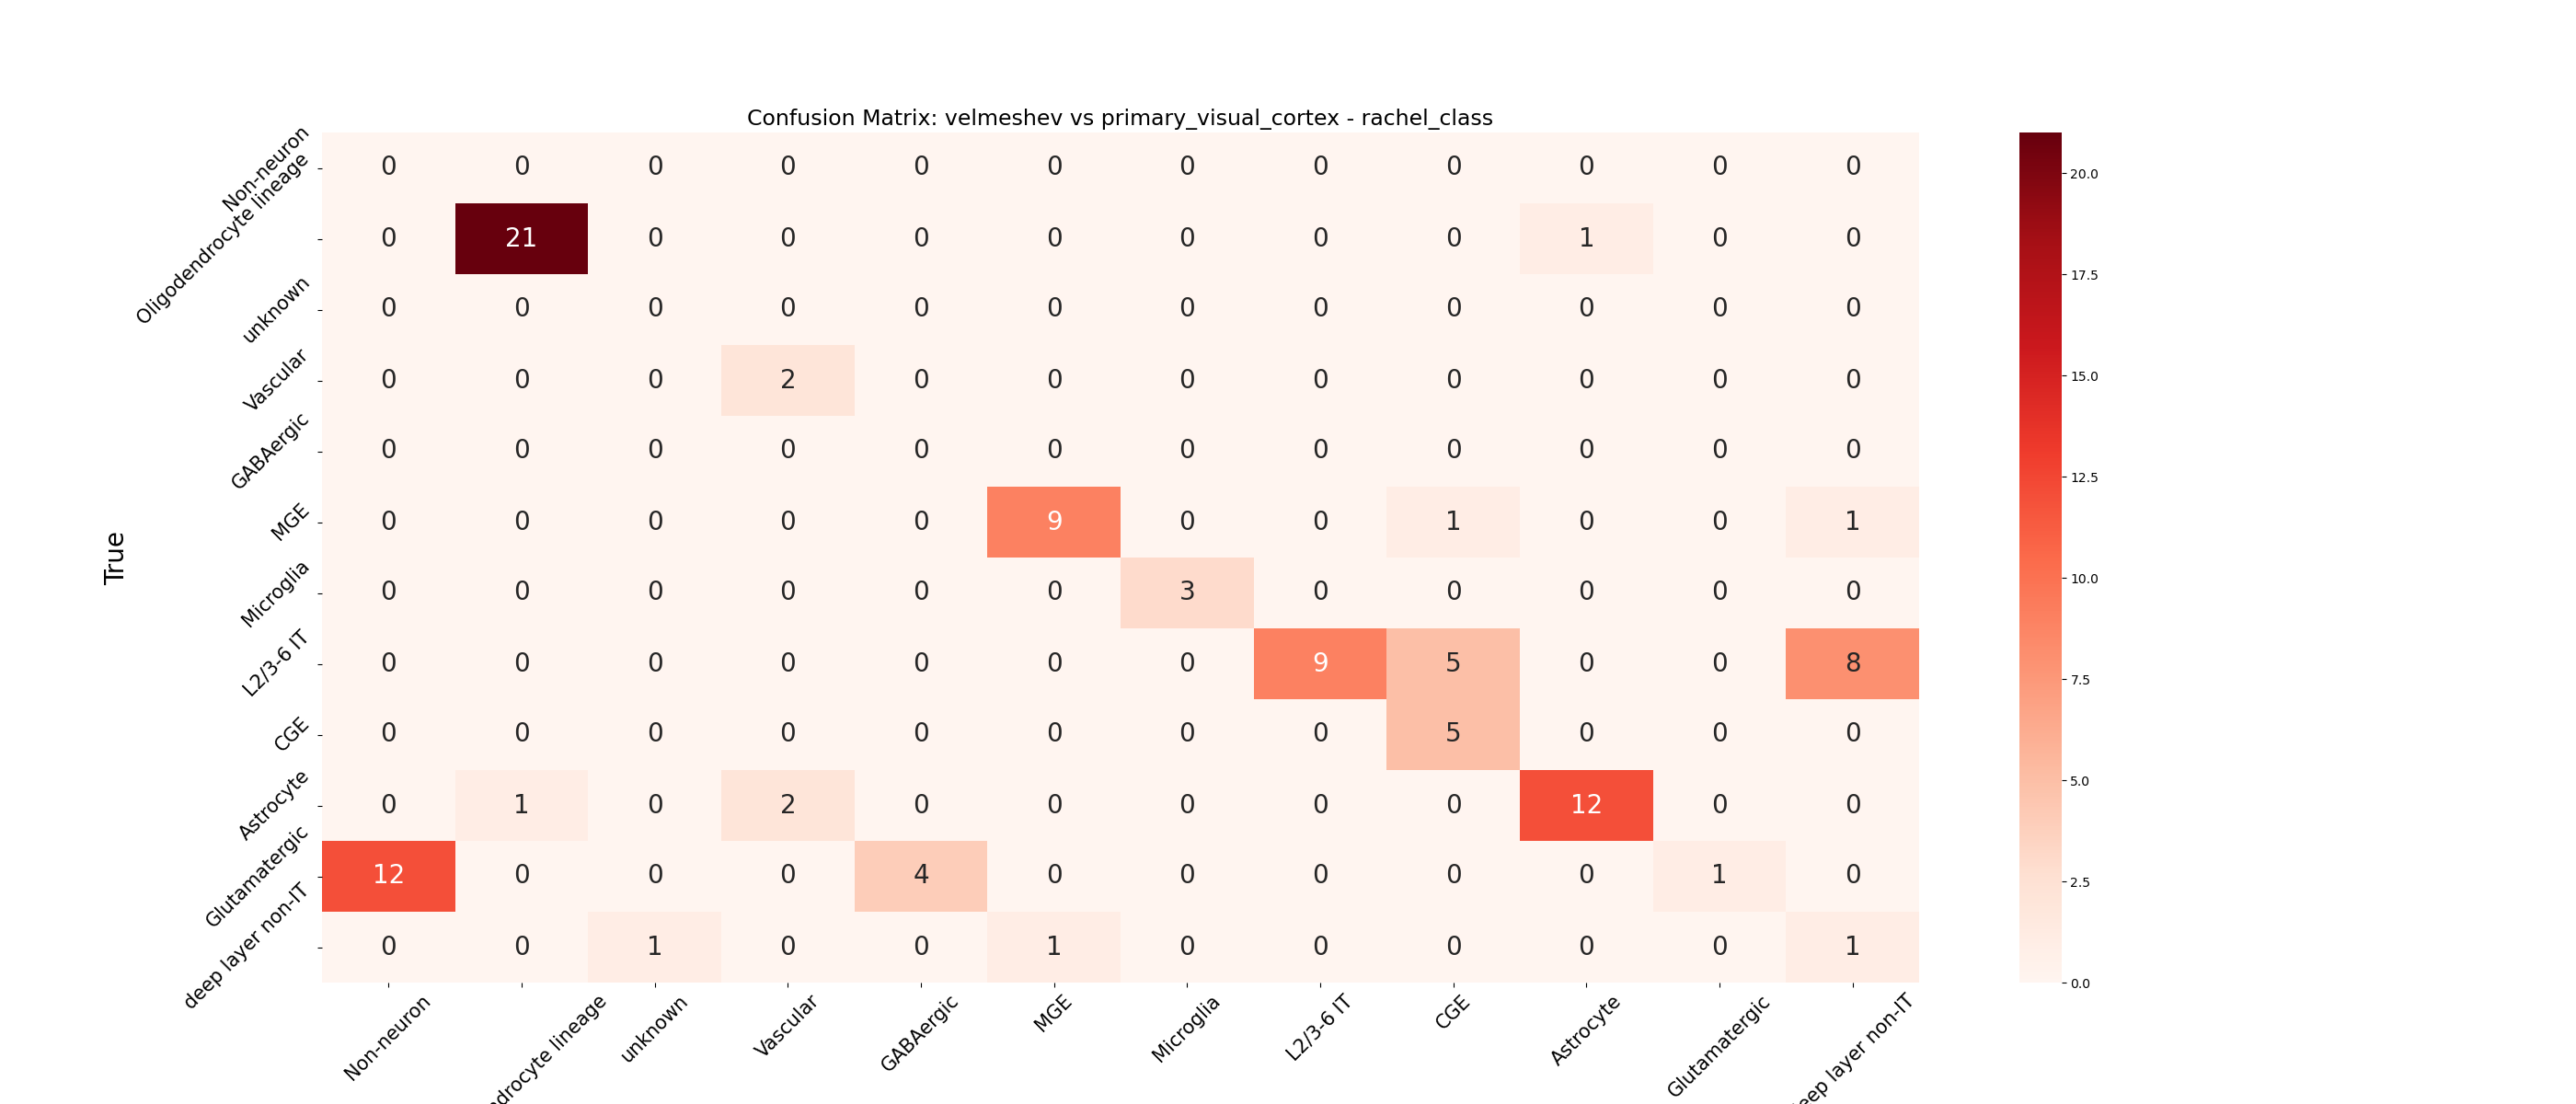 Confusion Matrix: velmeshev vs primary_visual_cortex - rachel_class
True
Non-neuron 0 0 0 0 0 0 0 0 0 0 0 0
Oligodendrocyte lineage 0 21 0 0 0 0 0 0 0 1 0 0
unknown 0 0 0 0 0 0 0 0 0 0 0 0
Vascular 0 0 0 2 0 0 0 0 0 0 0 0
GABAergic 0 0 0 0 0 0 0 0 0 0 0 0
MGE 0 0 0 0 0 9 0 0 1 0 0 1
Microglia 0 0 0 0 0 0 3 0 0 0 0 0
L2/3-6 IT 0 0 0 0 0 0 0 9 5 0 0 8
CGE 0 0 0 0 0 0 0 0 5 0 0 0
Astrocyte 0 1 0 2 0 0 0 0 0 12 0 0
Glutamatergic 12 0 0 0 4 0 0 0 0 0 1 0
deep layer non-IT 0 0 1 0 0 1 0 0 0 0 0 1
Non-neuron ndrocyte lineage unknown Vascular GABAergic MGE Microglia L2/3-6 IT CGE Astrocyte Glutamatergic eep layer non-IT
20.0
17.5
15.0
12.5
10.0
7.5
5.0
2.5
0.0